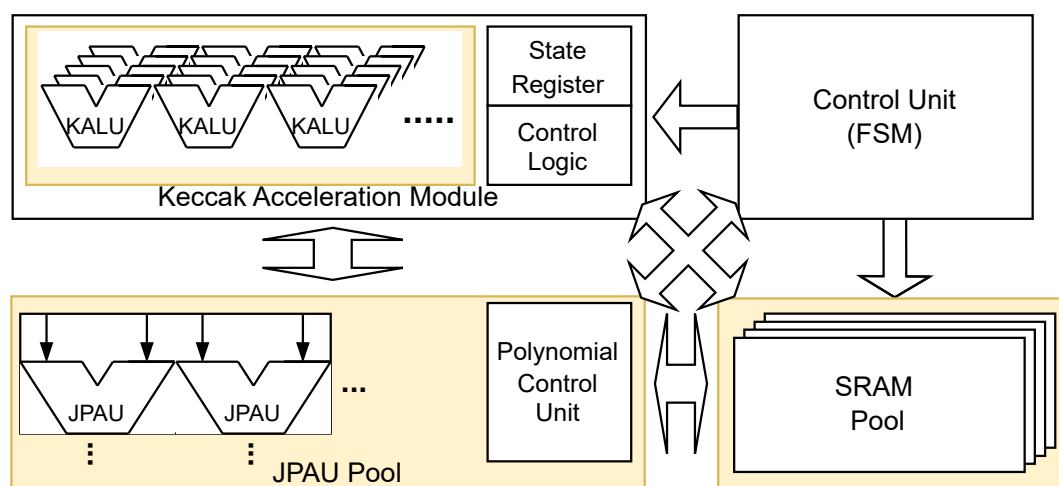 KALU
KALU
KALU
.....
State
Register
Control
Logic
Keccak Acceleration Module
Control Unit
(FSM)
JPAU
JPAU
...
Polynomial
Control
Unit
JPAU Pool
SRAM
Pool